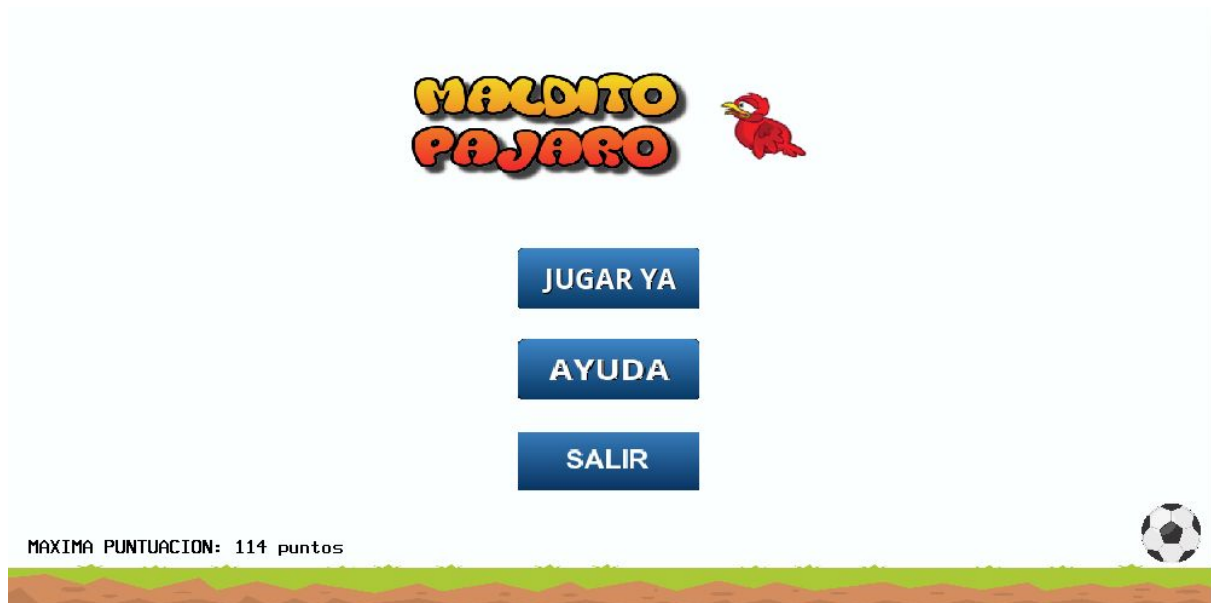 MALDITO
PAJARO
JUGAR YA
AYUDA
SALIR
MAXIMA PUNTUACION: 114 puntos